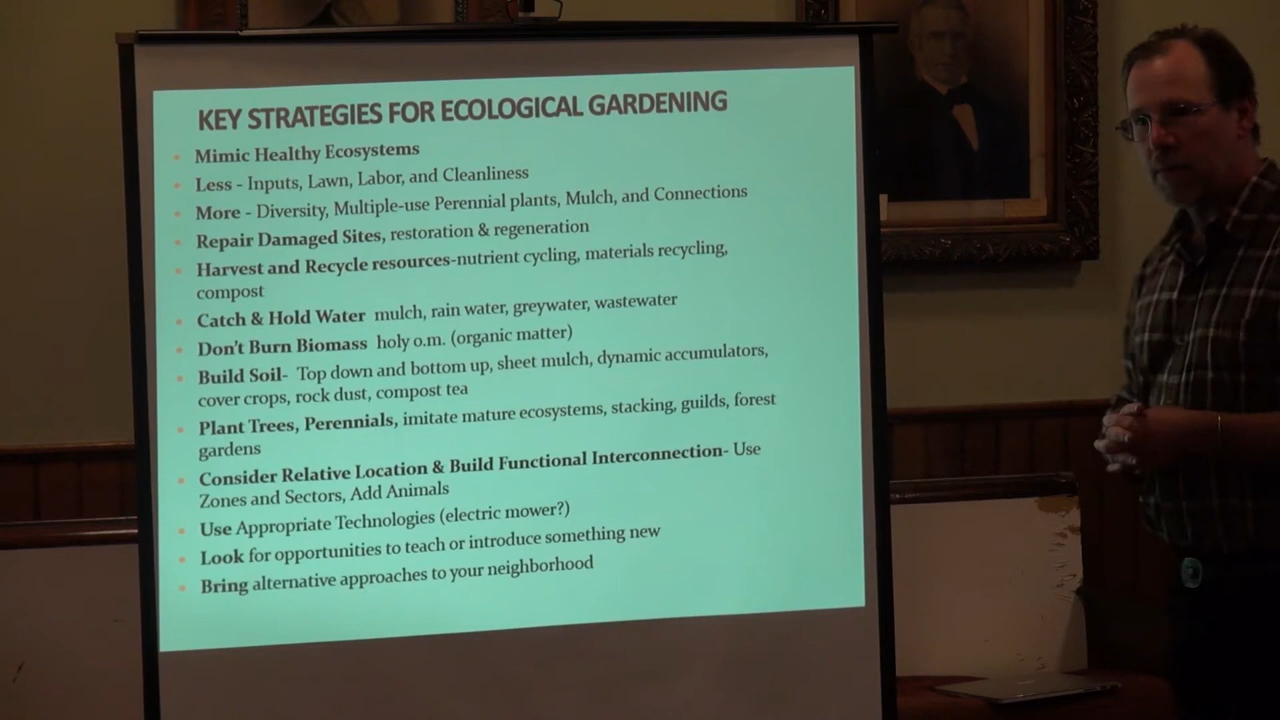 KEY STRATEGIES FOR ECOLOGICAL GARDENING
• Mimic Healthy Ecosystems
• Less - Inputs, Lawn, Labor, and Cleanliness
• More - Diversity, Multiple-use Perennial plants, Mulch, and Connections
• Repair Damaged Sites, restoration & regeneration
• Harvest and Recycle resources-nutrient cycling, materials recycling,
compost
• Catch & Hold Water mulch, rain water, greywater, wastewater
• Don't Burn Biomass holy o.m. (organic matter)
• Build Soil- Top down and bottom up, sheet mulch, dynamic accumulators,
cover crops, rock dust, compost tea
• Plant Trees, Perennials, imitate mature ecosystems, stacking, guilds, forest
gardens
• Consider Relative Location & Build Functional Interconnection- Use
Zones and Sectors, Add Animals
• Use Appropriate Technologies (electric mower?)
• Look for opportunities to teach or introduce something new
• Bring alternative approaches to your neighborhood